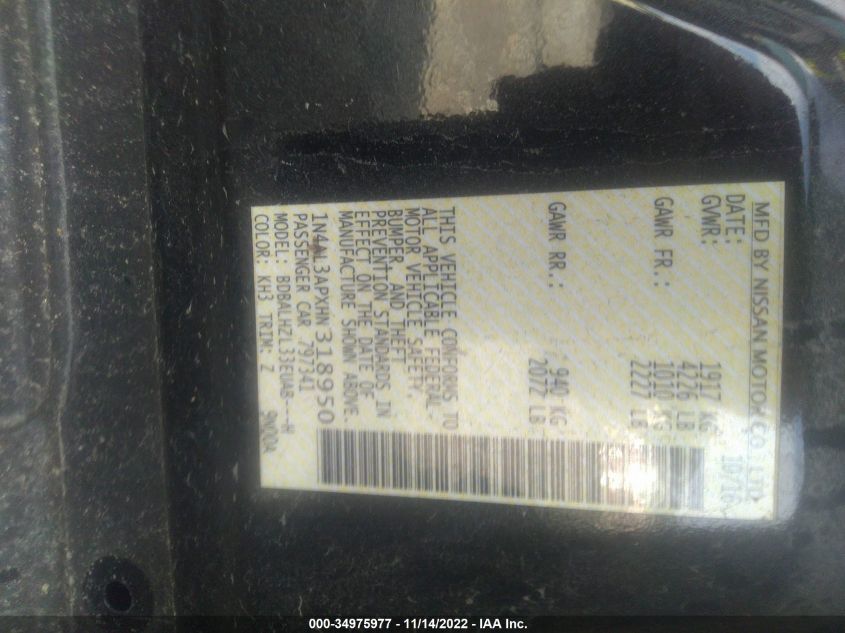 MFD BY NISSAN MOTOR CO., LTD.
DATE: 10/16
GVWR: 1917 KG
4226 LB
GAWR FR.: 1010 KG
2227 LB
GAWR RR.: 940 KG
2072 LB
THIS VEHICLE CONFORMS TO
ALL APPLICABLE FEDERAL
MOTOR VEHICLE SAFETY,
BUMPER, AND THEFT
PREVENTION STANDARDS IN
EFFECT ON THE DATE OF
MANUFACTURE SHOWN ABOVE.
1N4AL3APXHN318950
PASSENGER CAR 797341
MODEL: BDBALHZL33EUAB---H
COLOR: KH3 TRIM: Z 9N00A
000-34975977 - 11/14/2022 - IAA Inc.